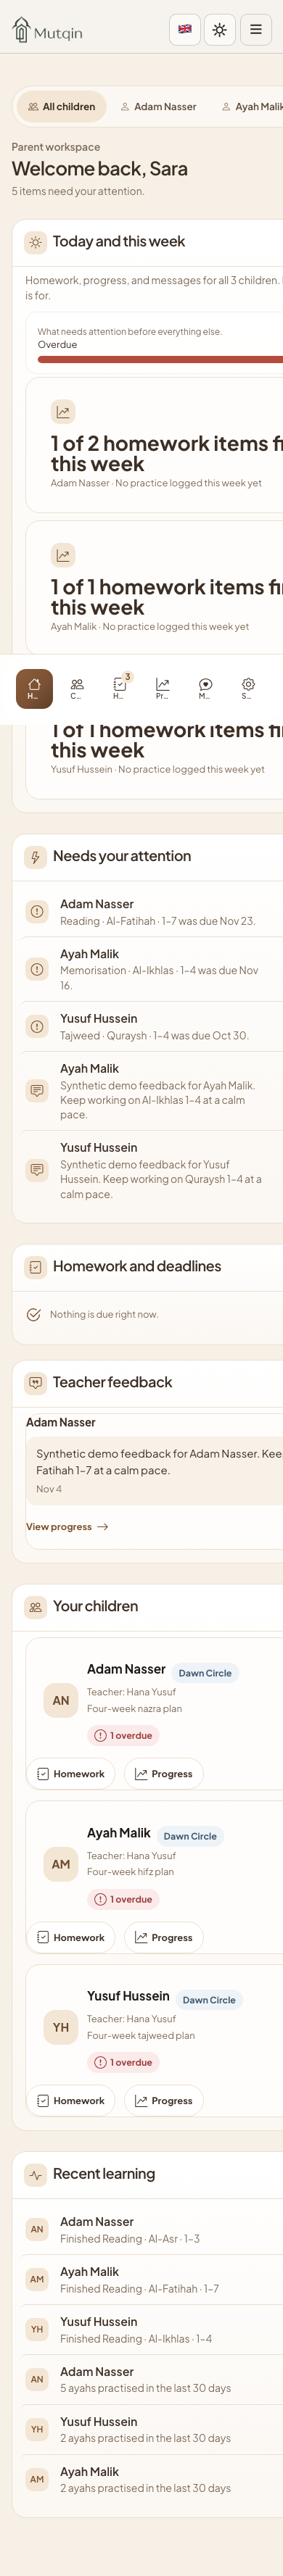 Mutqin
All children
Adam Nasser
Ayah Malik
Parent workspace
Welcome back, Sara
5 items need your attention.
Today and this week
Homework, progress, and messages for all 3 children.
is for.
What needs attention before everything else.
Overdue
1 of 2 homework items fi
this week
Adam Nasser · No practice logged this week yet
1 of 1 homework items fi
this week
Ayah Malik · No practice logged this week yet
H...
C...
3
H...
Pr...
M...
S...
1 of 1 homework items fi
this week
Yusuf Hussein · No practice logged this week yet
Needs your attention
Adam Nasser
Reading · Al-Fatihah · 1–7 was due Nov 23.
Ayah Malik
Memorisation · Al-Ikhlas · 1–4 was due Nov
16.
Yusuf Hussein
Tajweed · Quraysh · 1–4 was due Oct 30.
Ayah Malik
Synthetic demo feedback for Ayah Malik.
Keep working on Al-Ikhlas 1–4 at a calm
pace.
Yusuf Hussein
Synthetic demo feedback for Yusuf
Hussein. Keep working on Quraysh 1–4 at a
calm pace.
Homework and deadlines
Nothing is due right now.
Teacher feedback
Adam Nasser
Synthetic demo feedback for Adam Nasser. Kee
Fatihah 1–7 at a calm pace.
Nov 4
View progress →
Your children
AN
Adam Nasser
Dawn Circle
Teacher: Hana Yusuf
Four-week nazra plan
1 overdue
Homework
Progress
AM
Ayah Malik
Dawn Circle
Teacher: Hana Yusuf
Four-week hifz plan
1 overdue
Homework
Progress
YH
Yusuf Hussein
Dawn Circle
Teacher: Hana Yusuf
Four-week tajweed plan
1 overdue
Homework
Progress
Recent learning
AN
Adam Nasser
Finished Reading · Al-Asr · 1–3
AM
Ayah Malik
Finished Reading · Al-Fatihah · 1–7
YH
Yusuf Hussein
Finished Reading · Al-Ikhlas · 1–4
AN
Adam Nasser
5 ayahs practised in the last 30 days
YH
Yusuf Hussein
2 ayahs practised in the last 30 days
AM
Ayah Malik
2 ayahs practised in the last 30 days